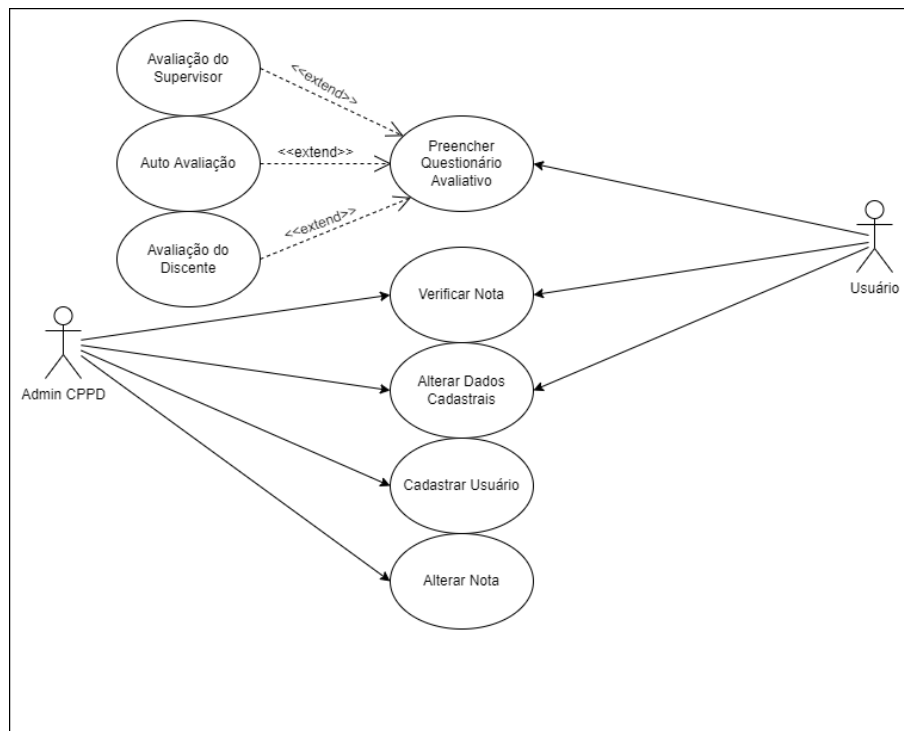 Avaliação do
Supervisor
<<extend>>
Auto Avaliação
<<extend>>
Preencher
Questionário
Avaliativo
Avaliação do
Discente
<<extend>>
Usuário
Verificar Nota
Admin CPPD
Alterar Dados
Cadastrais
Cadastrar Usuário
Alterar Nota